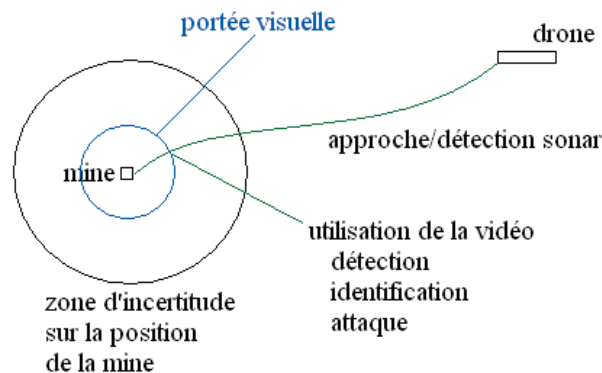 portée visuelle
drone
approche/détection sonar
mine
utilisation de la vidéo
détection
identification
attaque
zone d'incertitude
sur la position
de la mine